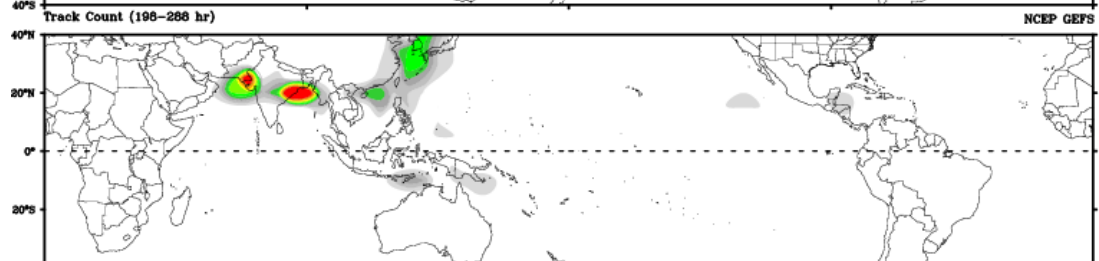 40°S
Track Count (198-288 hr) NCEP GEFS
40°N
20°N
0°
20°S